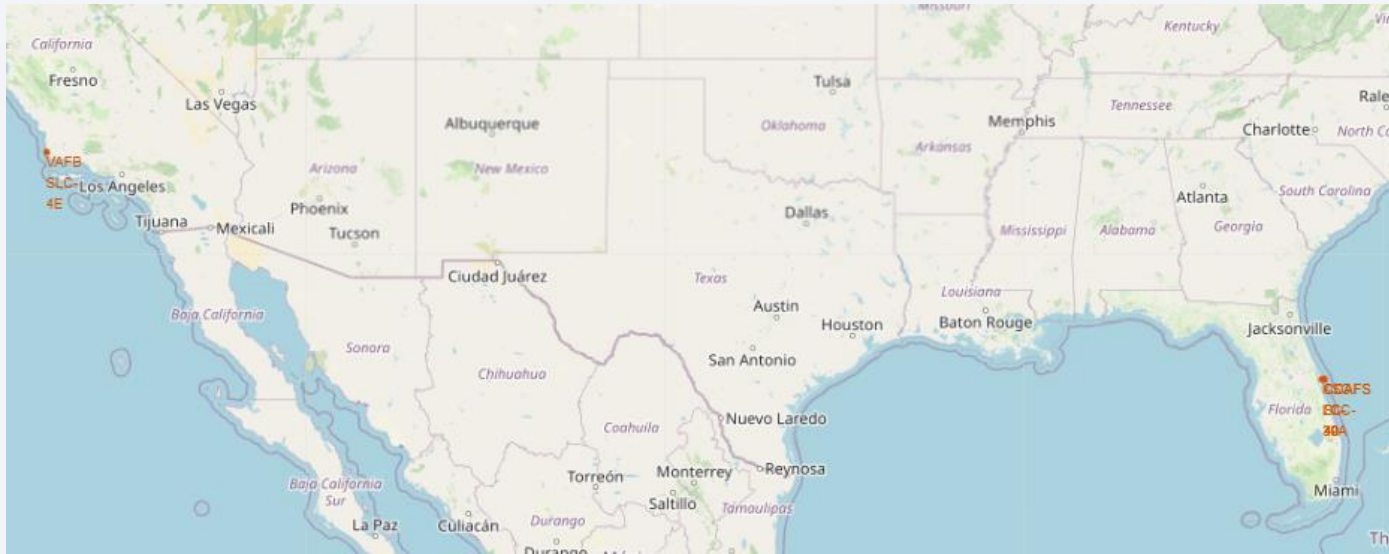 Missouri
California
Kentucky
Fresno
Las Vegas
Tulsa
Albuquerque
Oklahoma
Memphis
Tennessee
Charlotte
VAFB
SLC-
4E
Los Angeles
Arizona
New Mexico
Arkansas
South Carolina
Atlanta
Phoenix
Dallas
Tijuana
Mexicali
Tucson
Mississippi
Alabama
Georgia
Ciudad Juárez
Texas
Louisiana
Baja California
Austin
Houston
Baton Rouge
Jacksonville
Sonora
San Antonio
Chihuahua
Florida
Nuevo Laredo
Coahuila
Torreón
Monterrey
Reynosa
Baja California
Sur
Saltillo
Tamaulipas
Miami
La Paz
Culiacán
Durango
Durango